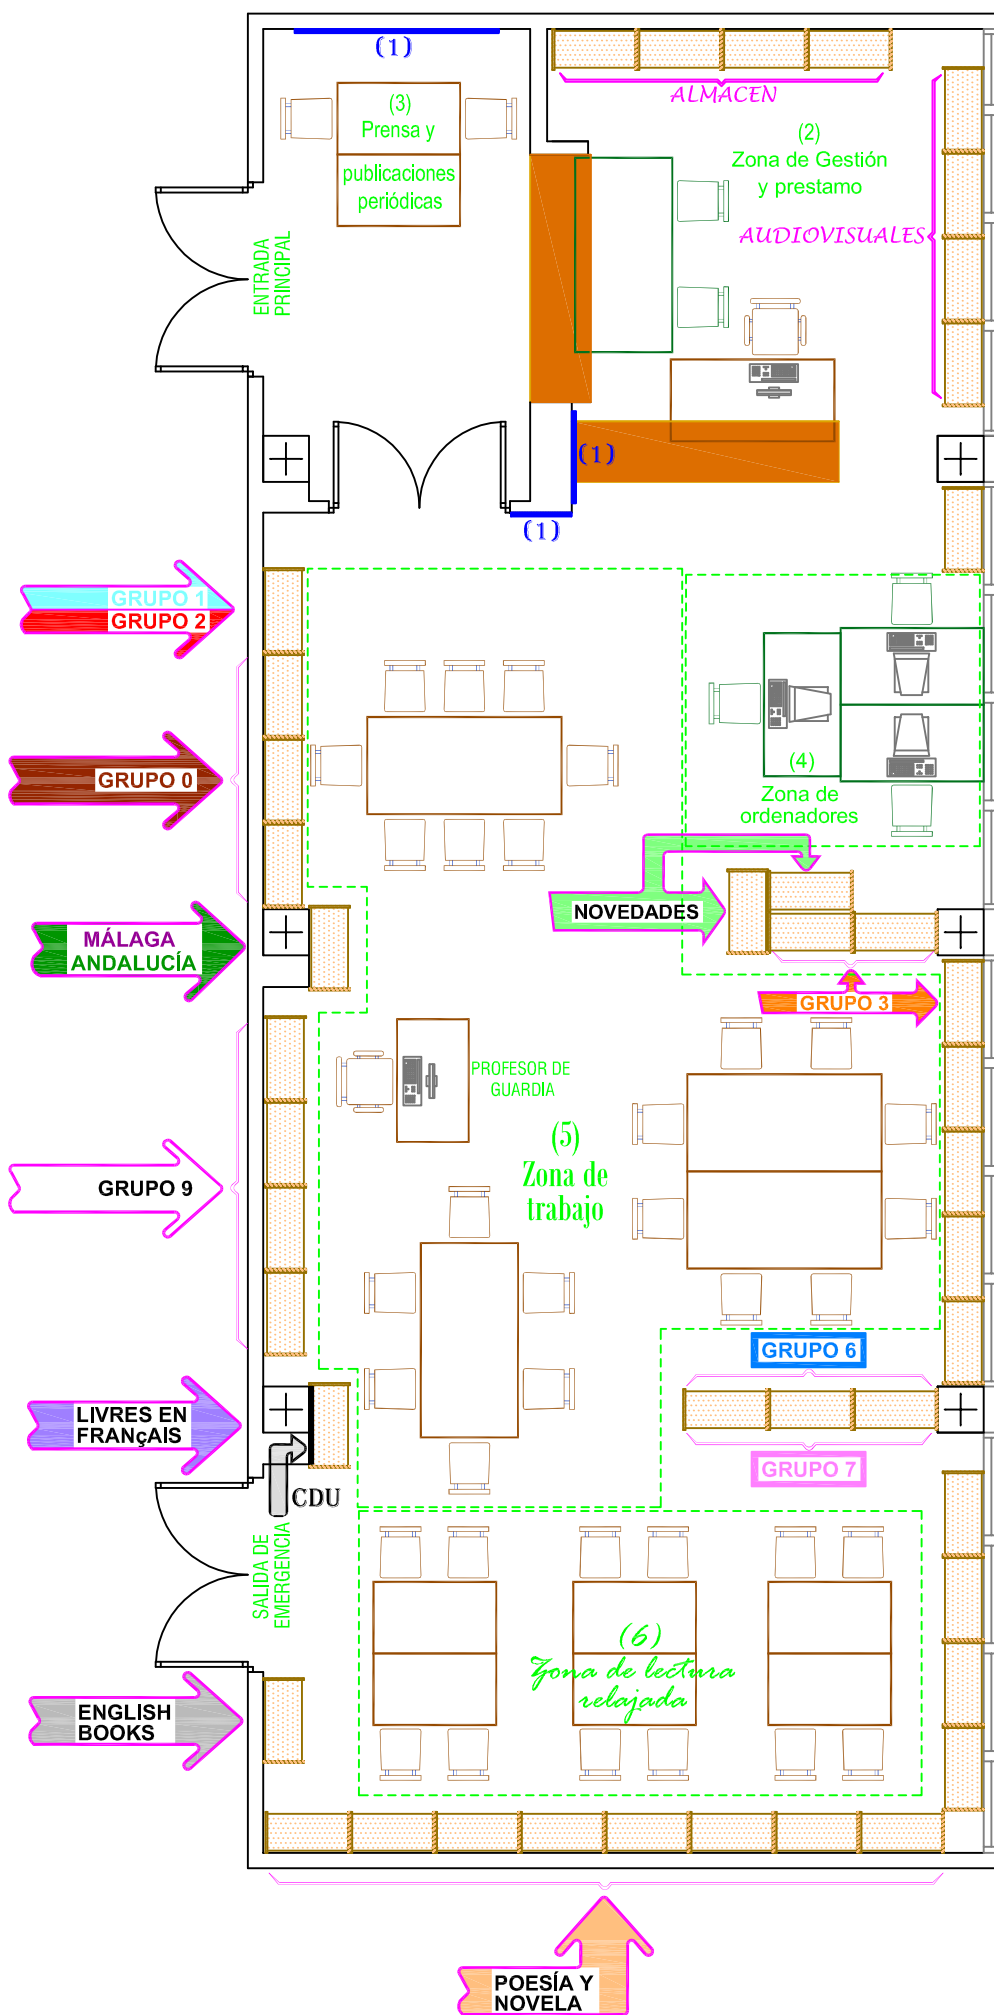 (1)
ALMACEN
(3)
Prensa y
publicaciones
periódicas
(2)
Zona de Gestión
y prestamo
AUDIOVISUALES
ENTRADA
PRINCIPAL
(1)
(1)
GRUPO 1
GRUPO 2
GRUPO 0
(4)
Zona de
ordenadores
NOVEDADES
MÁLAGA
ANDALUCÍA
GRUPO 3
PROFESOR DE
GUARDIA
(5)
Zona de
trabajo
GRUPO 9
GRUPO 6
LIVRES EN
FRANçAIS
GRUPO 7
CDU
SALIDA DE
EMERGENCIA
(6)
Zona de lectura
relajada
ENGLISH
BOOKS
POESÍA Y
NOVELA